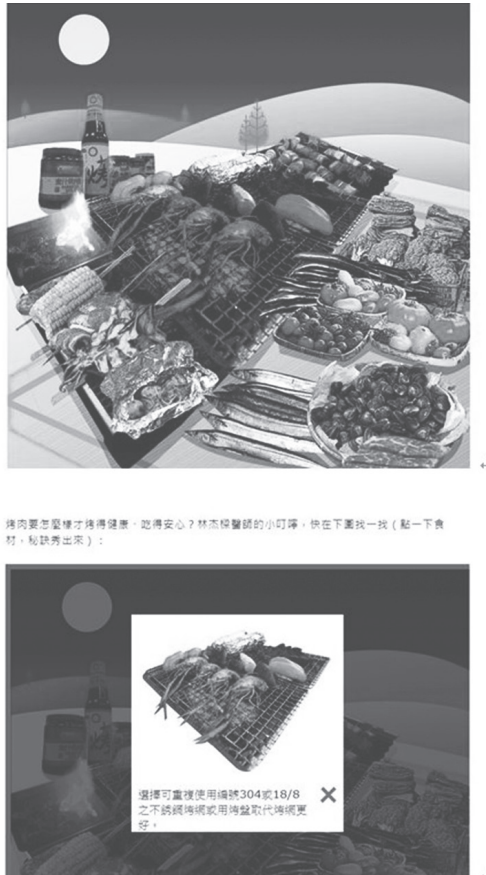 烤
烤肉要怎麼樣才烤得健康、吃得安心？林杰樑醫師的小叮嚀，快在下圖找一找（點一下食
材，秘訣秀出來）：
選擇可重複使用編號304或18/8
之不銹鋼烤網或用烤盤取代烤網更
好。